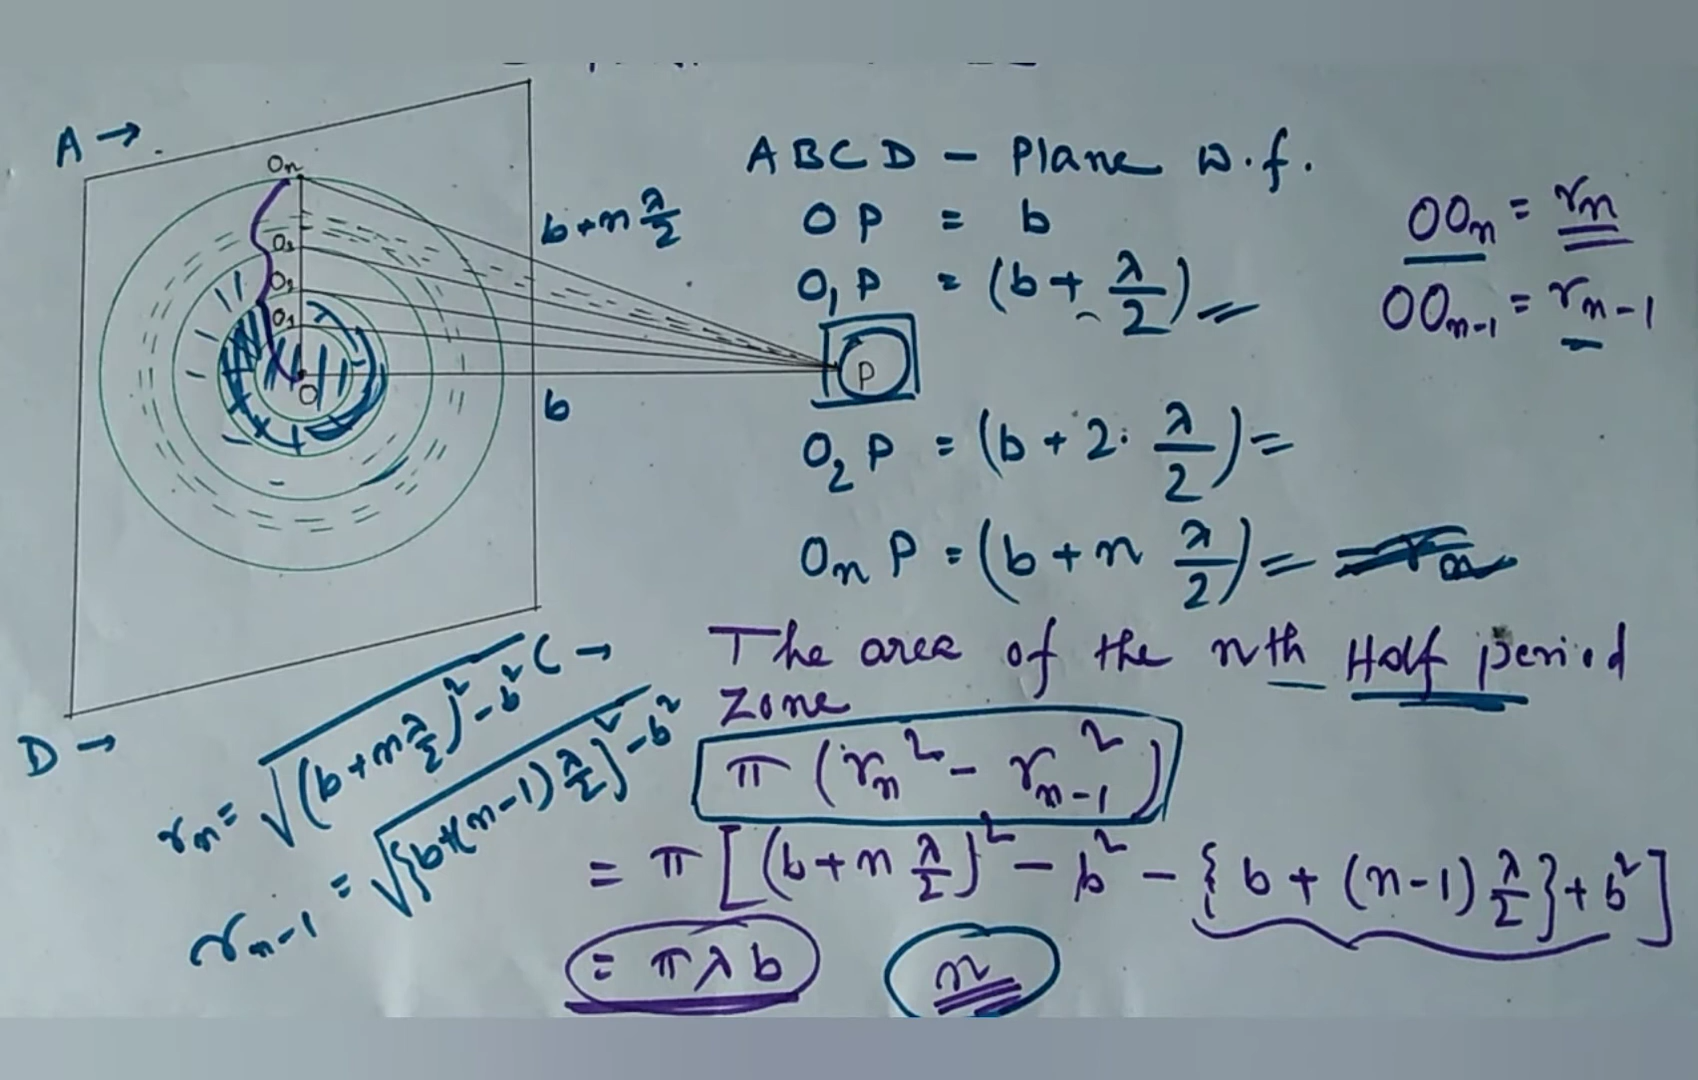 A →
On
O₃
O₂
O₁
O
b+n λ/2
b
P
D →
C →
ABCD – Plane w.f.
OP = b
O₁P = (b + λ/2) =
O₂P = (b + 2· λ/2) =
OnP = (b + n λ/2) =
OOn = rn
OOn-1 = rn-1
The area of the nth Half period
zone
π (rn² - rn-1²)
= π [(b + n λ/2)² - b² - {b + (n-1) λ/2} + b²]
= πλb
n
rn = √(b+n λ/2)² - b²
rn-1 = √{b+(n-1) λ/2}² - b²